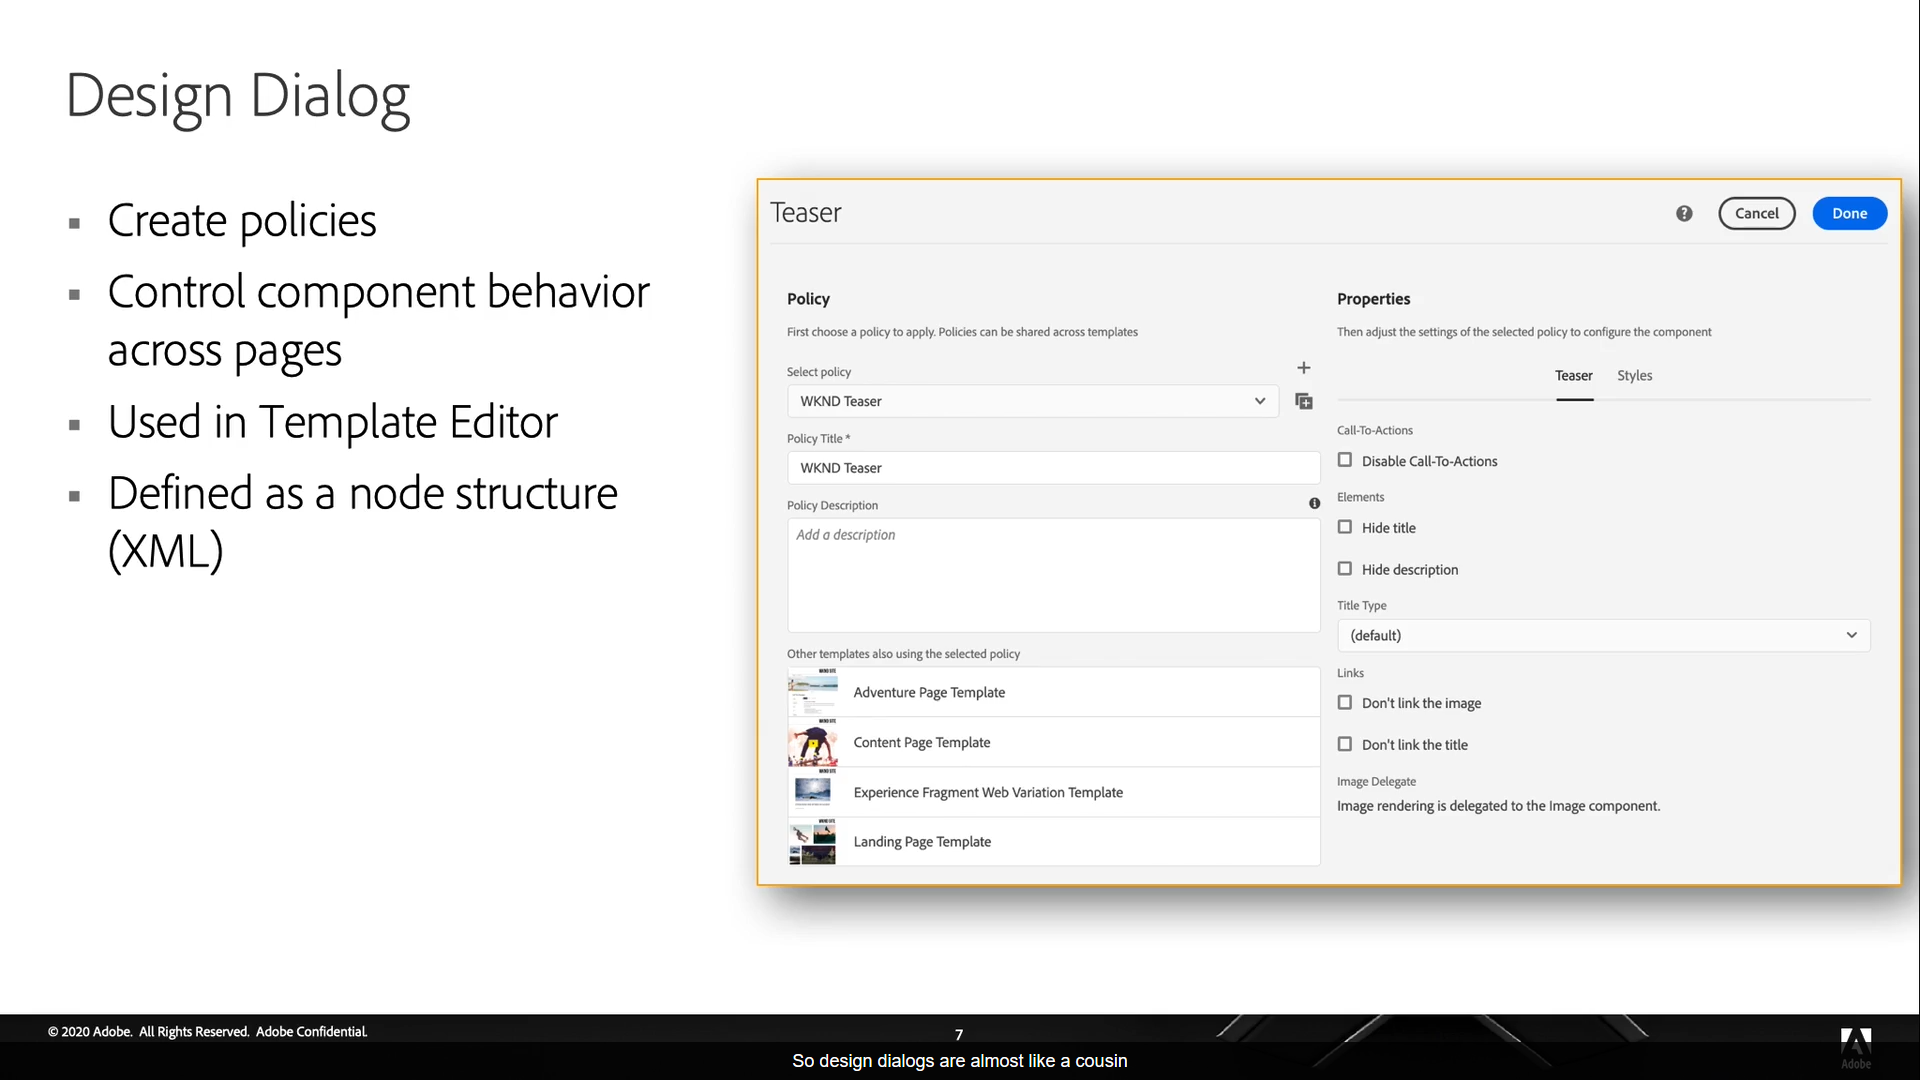 Design Dialog
▪ Create policies
▪ Control component behavior
across pages
▪ Used in Template Editor
▪ Defined as a node structure
(XML)
Teaser
Cancel
Done
Policy
First choose a policy to apply. Policies can be shared across templates
Select policy
WKND Teaser
Policy Title *
WKND Teaser
Policy Description
Add a description
Other templates also using the selected policy
Adventure Page Template
Content Page Template
Experience Fragment Web Variation Template
Landing Page Template
Properties
Then adjust the settings of the selected policy to configure the component
Teaser Styles
Call-To-Actions
Disable Call-To-Actions
Elements
Hide title
Hide description
Title Type
(default)
Links
Don't link the image
Don't link the title
Image Delegate
Image rendering is delegated to the Image component.
© 2020 Adobe. All Rights Reserved. Adobe Confidential.
7
So design dialogs are almost like a cousin
Adobe